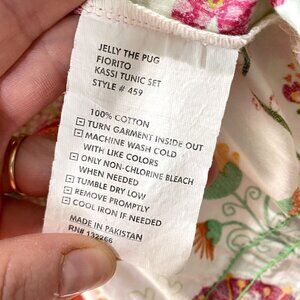 JELLY THE PUG
FIORITO
KASSI TUNIC SET
STYLE # 459
100% COTTON
TURN GARMENT INSIDE OUT
MACHINE WASH COLD
WITH LIKE COLORS
ONLY NON-CHLORINE BLEACH
WHEN NEEDED
TUMBLE DRY LOW
REMOVE PROMPTLY
COOL IRON IF NEEDED
MADE IN PAKISTAN
RN# 132266